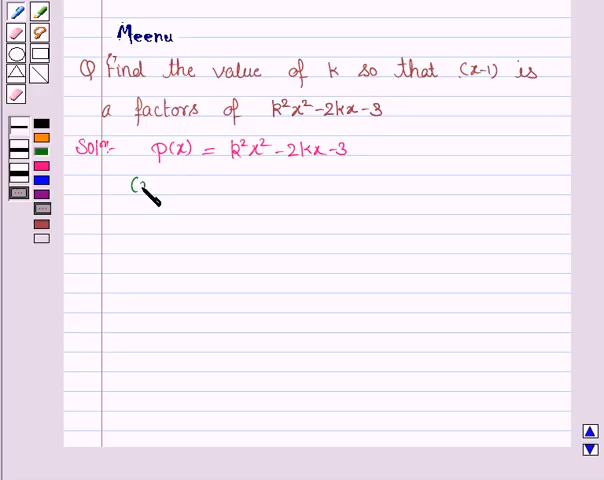 Meenu
Q Find the value of k so that (x-1) is
a factors of k²x²-2kx-3
Solⁿ:- p(x) = k²x²-2kx-3
(